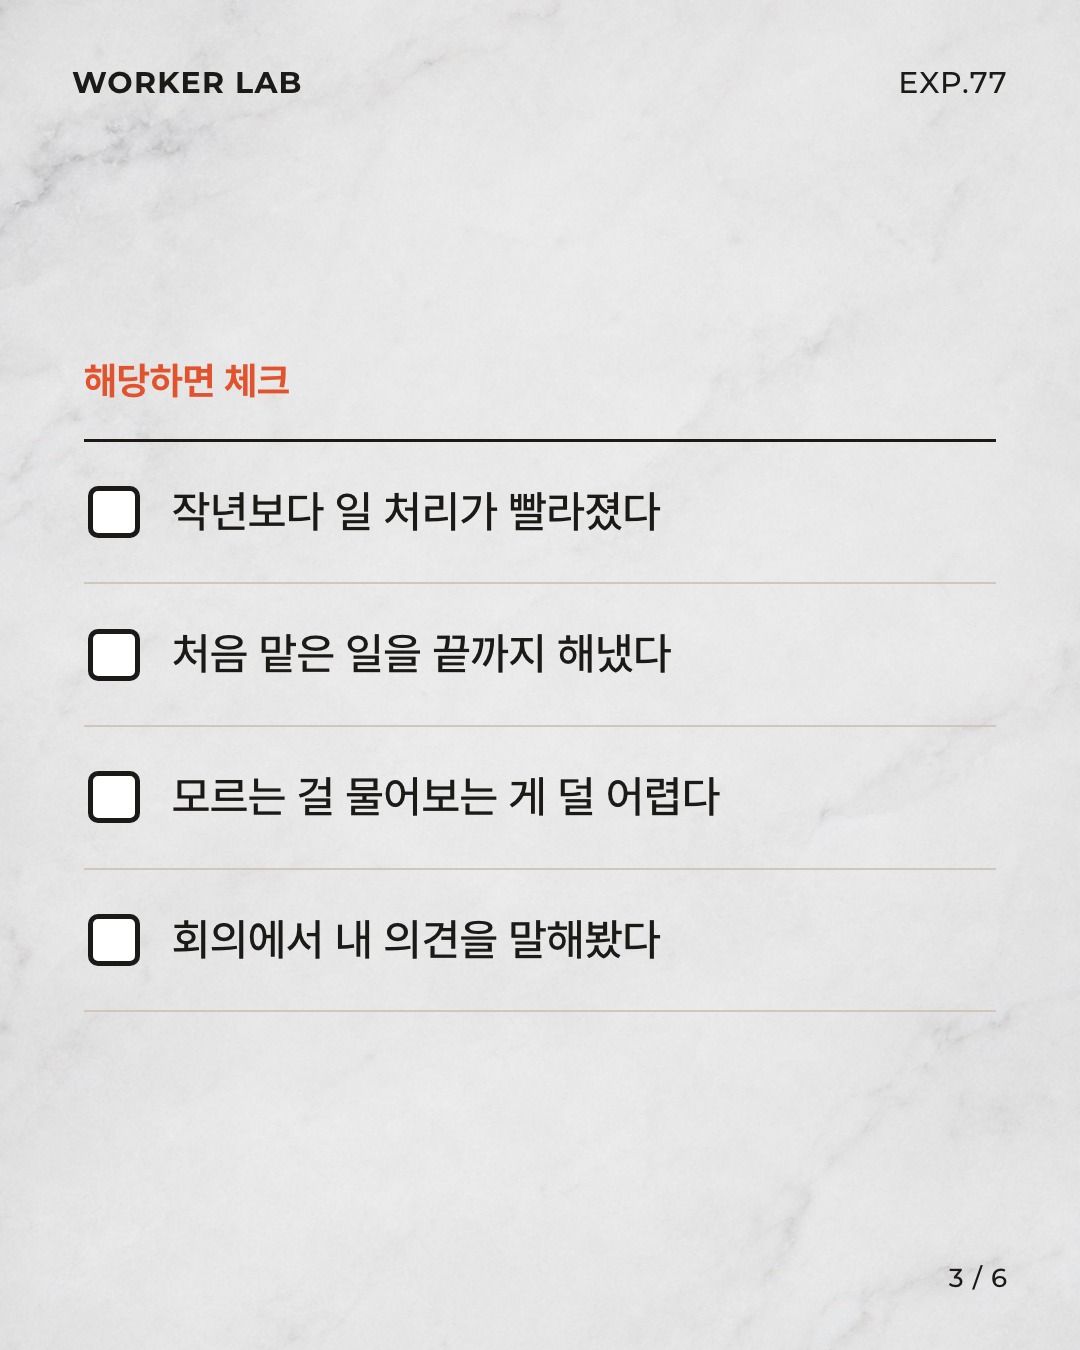 WORKER LAB
EXP.77
해당하면 체크
작년보다 일 처리가 빨라졌다
처음 맡은 일을 끝까지 해냈다
모르는 걸 물어보는 게 덜 어렵다
회의에서 내 의견을 말해봤다
3 / 6